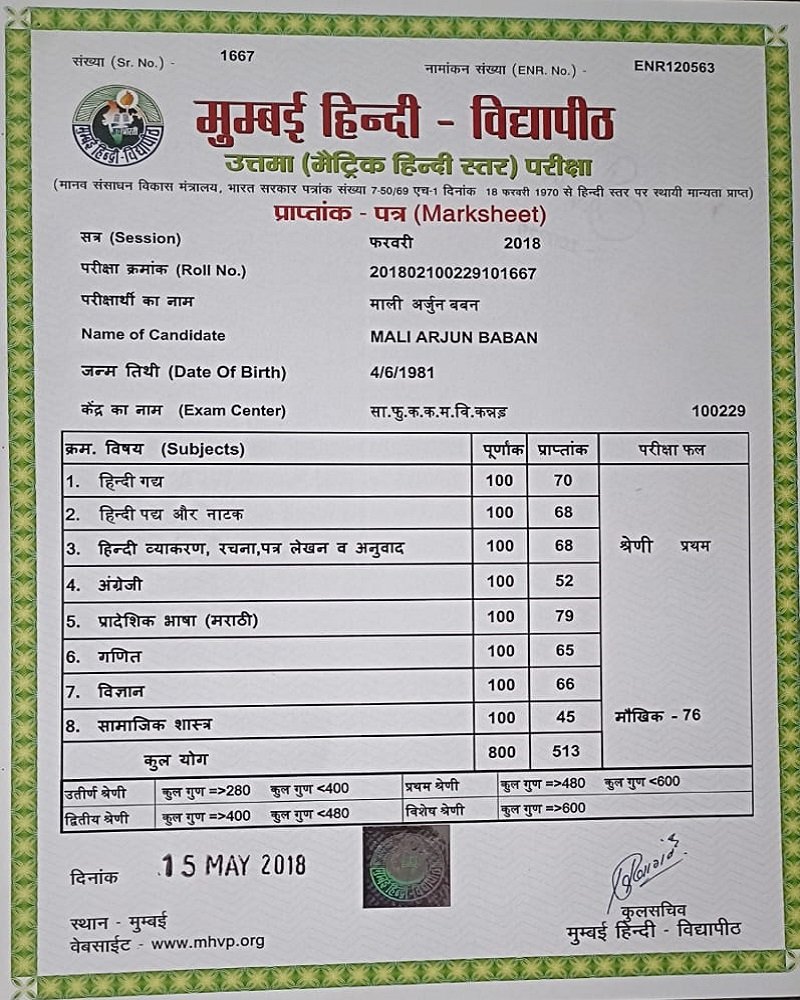 संख्या (Sr. No.) - 1667 नामांकन संख्या (ENR. No.) - ENR120563
मुम्बई हिन्दी - विद्यापीठ
उत्तमा (मैट्रिक हिन्दी स्तर) परीक्षा
(मानव संसाधन विकास मंत्रालय, भारत सरकार पत्रांक संख्या 7-50/69 एच-1 दिनांक 18 फरवरी 1970 से हिन्दी स्तर पर स्थायी मान्यता प्राप्त)
प्राप्तांक - पत्र (Marksheet)
सत्र (Session) फरवरी 2018
परीक्षा क्रमांक (Roll No.) 201802100229101667
परीक्षार्थी का नाम माली अर्जुन बबन
Name of Candidate MALI ARJUN BABAN
जन्म तिथी (Date Of Birth) 4/6/1981
केंद्र का नाम (Exam Center) सा.फु.क.क.म.वि.कन्नड़ 100229
क्रम. विषय (Subjects) पूर्णांक प्राप्तांक परीक्षा फल
1. हिन्दी गद्य 100 70
2. हिन्दी पद्य और नाटक 100 68
3. हिन्दी व्याकरण, रचना,पत्र लेखन व अनुवाद 100 68 श्रेणी प्रथम
4. अंग्रेजी 100 52
5. प्रादेशिक भाषा (मराठी) 100 79
6. गणित 100 65
7. विज्ञान 100 66
8. सामाजिक शास्त्र 100 45 मौखिक - 76
कुल योग 800 513
उतीर्ण श्रेणी कुल गुण =>280 कुल गुण <400 प्रथम श्रेणी कुल गुण =>480 कुल गुण <600
द्वितीय श्रेणी कुल गुण =>400 कुल गुण <480 विशेष श्रेणी कुल गुण =>600
दिनांक 15 MAY 2018
स्थान - मुम्बई
वेबसाईट - www.mhvp.org
कुलसचिव
मुम्बई हिन्दी - विद्यापीठ